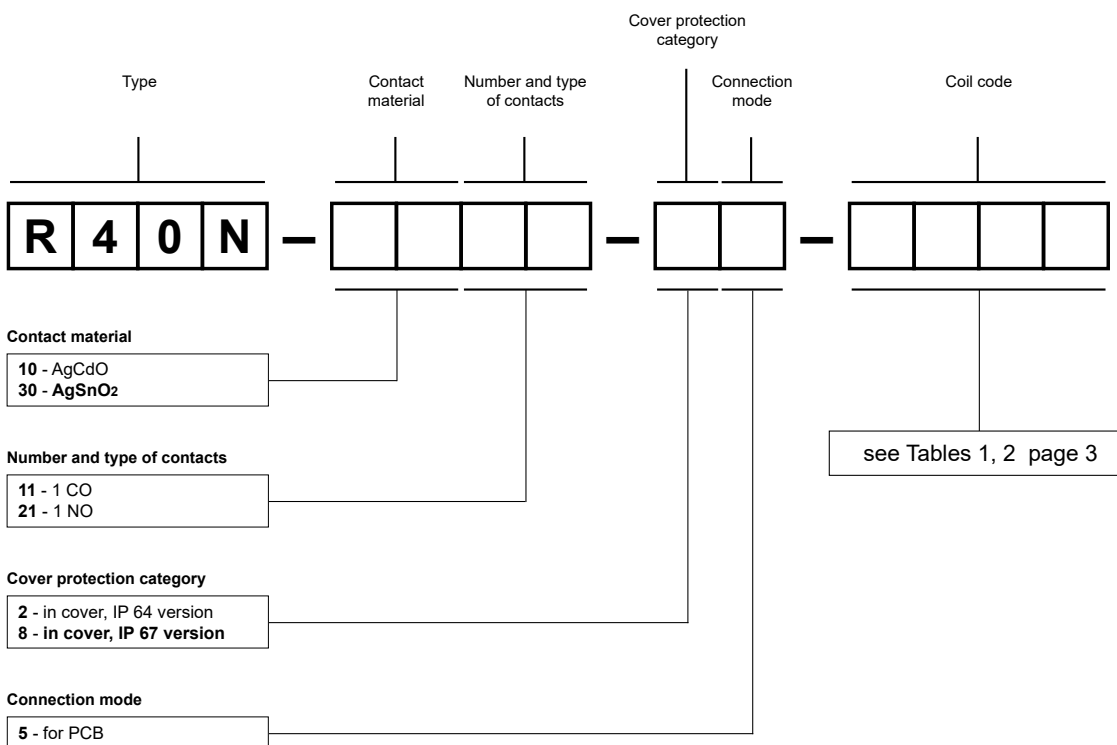 Cover protection
category
Type
Contact
material
Number and type
of contacts
Connection
mode
Coil code
R 4 0 N – – –
Contact material
10 - AgCdO
30 - AgSnO2
Number and type of contacts
11 - 1 CO
21 - 1 NO
see Tables 1, 2 page 3
Cover protection category
2 - in cover, IP 64 version
8 - in cover, IP 67 version
Connection mode
5 - for PCB